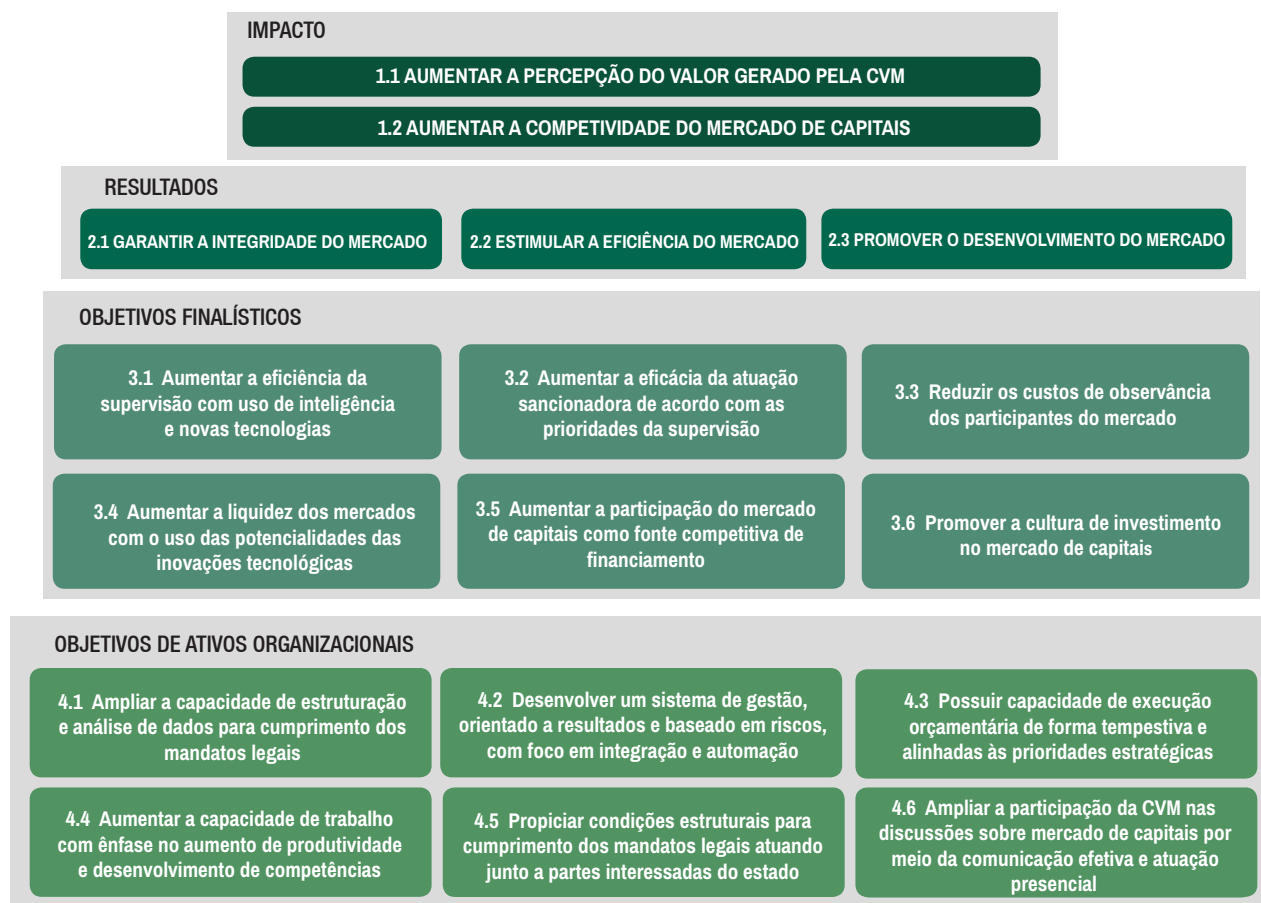 IMPACTO
1.1 AUMENTAR A PERCEPÇÃO DO VALOR GERADO PELA CVM
1.2 AUMENTAR A COMPETIVIDADE DO MERCADO DE CAPITAIS
RESULTADOS
2.1 GARANTIR A INTEGRIDADE DO MERCADO
2.2 ESTIMULAR A EFICIÊNCIA DO MERCADO
2.3 PROMOVER O DESENVOLVIMENTO DO MERCADO
OBJETIVOS FINALÍSTICOS
3.1 Aumentar a eficiência da
supervisão com uso de inteligência
e novas tecnologias
3.2 Aumentar a eficácia da atuação
sancionadora de acordo com as
prioridades da supervisão
3.3 Reduzir os custos de observância
dos participantes do mercado
3.4 Aumentar a liquidez dos mercados
com o uso das potencialidades das
inovações tecnológicas
3.5 Aumentar a participação do mercado
de capitais como fonte competitiva de
financiamento
3.6 Promover a cultura de investimento
no mercado de capitais
OBJETIVOS DE ATIVOS ORGANIZACIONAIS
4.1 Ampliar a capacidade de estruturação
e análise de dados para cumprimento dos
mandatos legais
4.2 Desenvolver um sistema de gestão,
orientado a resultados e baseado em riscos,
com foco em integração e automação
4.3 Possuir capacidade de execução
orçamentária de forma tempestiva e
alinhadas às prioridades estratégicas
4.4 Aumentar a capacidade de trabalho
com ênfase no aumento de produtividade
e desenvolvimento de competências
4.5 Propiciar condições estruturais para
cumprimento dos mandatos legais atuando
junto a partes interessadas do estado
4.6 Ampliar a participação da CVM nas
discussões sobre mercado de capitais por
meio da comunicação efetiva e atuação
presencial